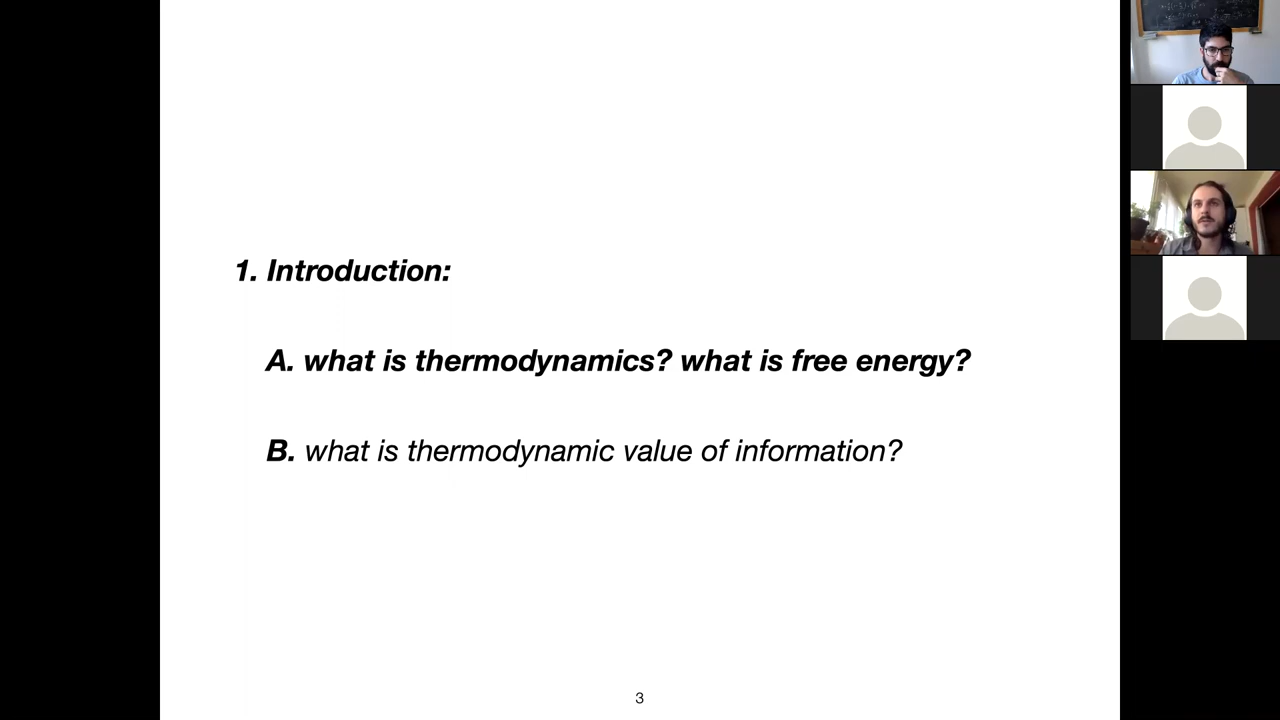 1. Introduction:
A. what is thermodynamics? what is free energy?
B. what is thermodynamic value of information?
3